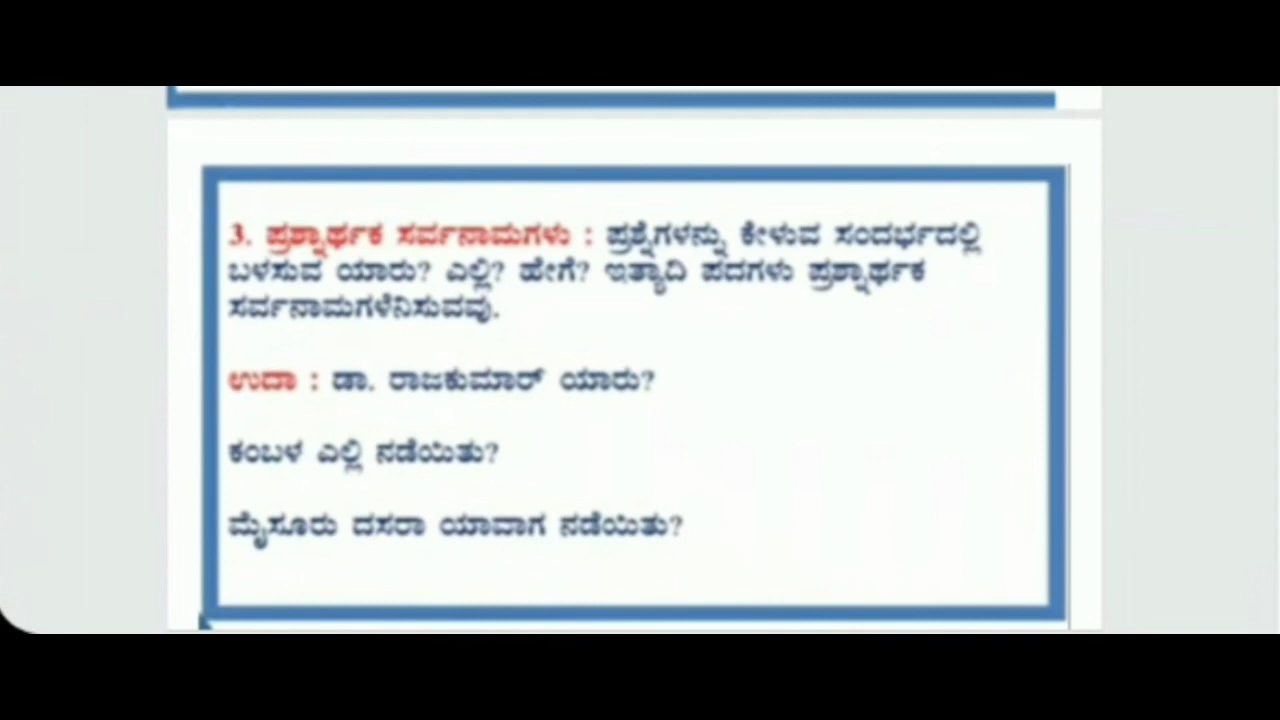 3. ಪ್ರಶ್ನಾರ್ಥಕ ಸರ್ವನಾಮಗಳು : ಪ್ರಶ್ನೆಗಳನ್ನು ಕೇಳುವ ಸಂದರ್ಭದಲ್ಲಿ
ಬಳಸುವ ಯಾರು? ಎಲ್ಲಿ? ಹೇಗೆ? ಇತ್ಯಾದಿ ಪದಗಳು ಪ್ರಶ್ನಾರ್ಥಕ
ಸರ್ವನಾಮಗಳೆನಿಸುವವು.
ಉದಾ : ಡಾ. ರಾಜಕುಮಾರ್ ಯಾರು?
ಕಂಬಳ ಎಲ್ಲಿ ನಡೆಯಿತು?
ಮೈಸೂರು ದಸರಾ ಯಾವಾಗ ನಡೆಯಿತು?